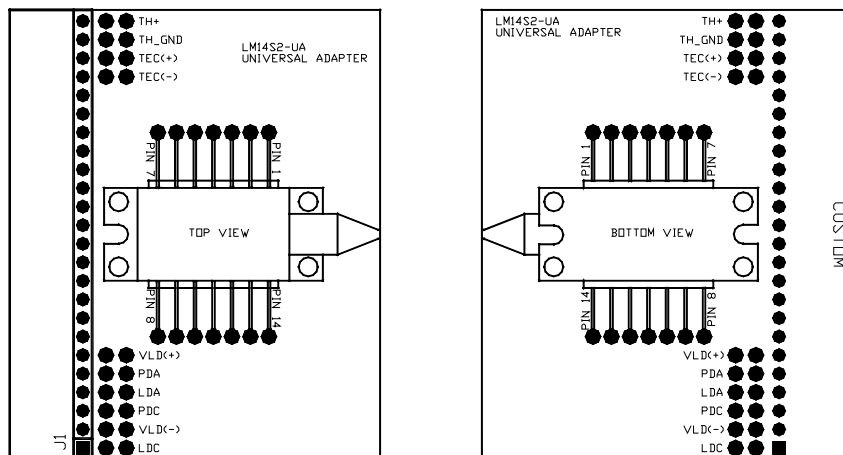 TH+
TH_GND
TEC(+)
TEC(-)
LM14S2-UA
UNIVERSAL ADAPTER
PIN 7
PIN 1
TOP VIEW
PIN 8
PIN 14
VLD(+)
PDA
LDA
PDC
VLD(-)
LDC
J1
LM14S2-UA
UNIVERSAL ADAPTER
TH+
TH_GND
TEC(+)
TEC(-)
PIN 1
PIN 7
BOTTOM VIEW
PIN 14
PIN 8
VLD(+)
PDA
LDA
PDC
VLD(-)
LDC
CUSTOM